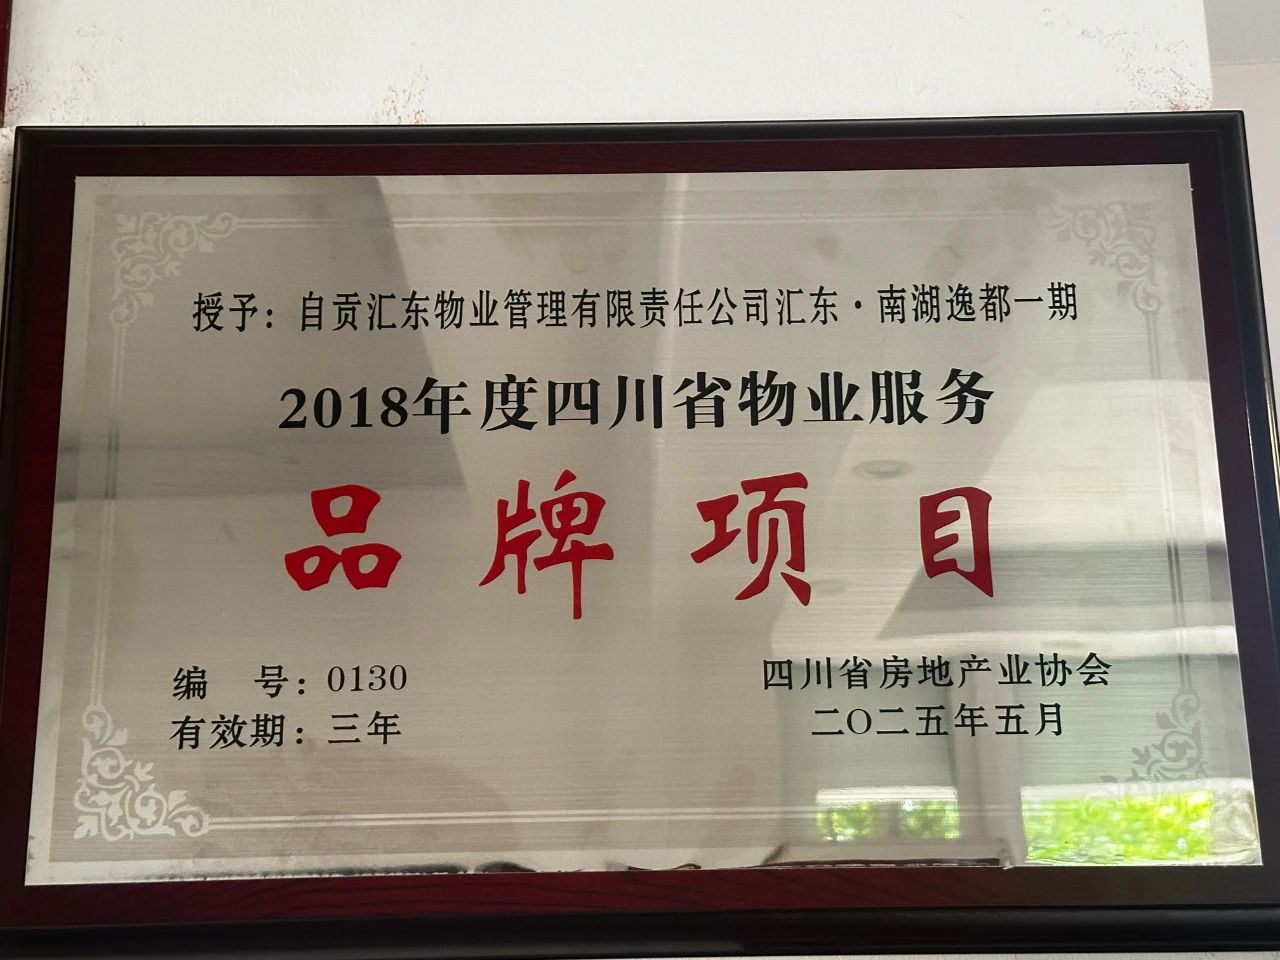 授予：自贡汇东物业管理有限责任公司汇东·南湖逸都一期
2018年度四川省物业服务
品牌项目
编　号：0130
有效期：三年
四川省房地产业协会
二〇二五年五月